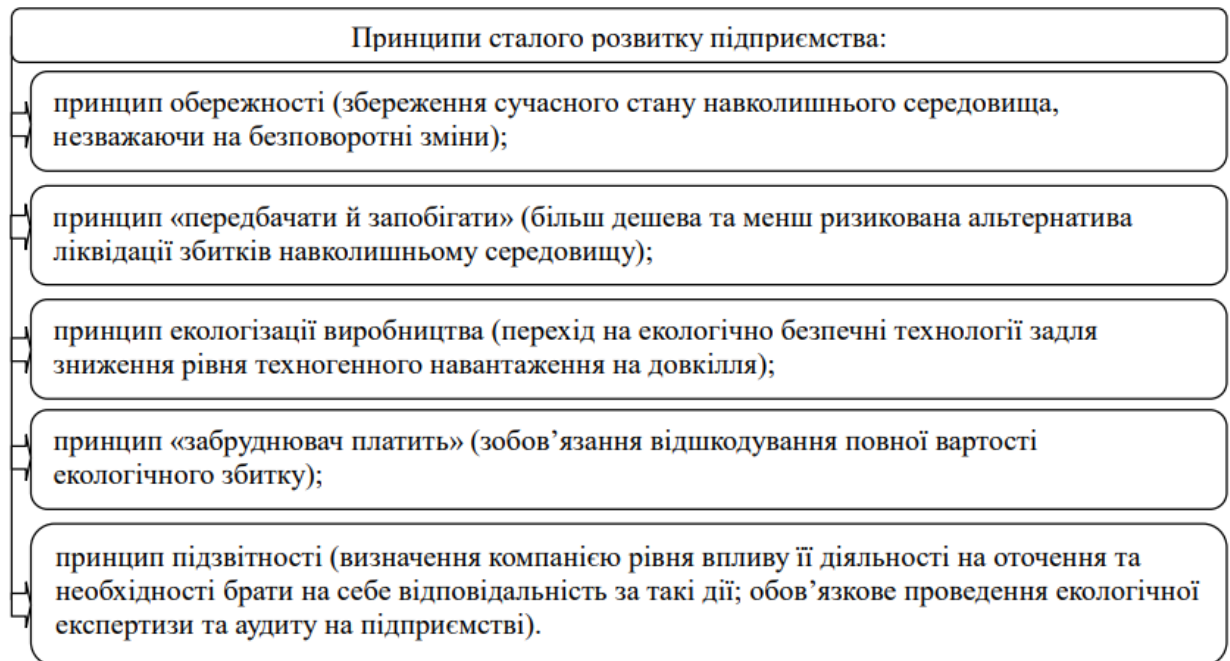 Принципи сталого розвитку підприємства:
принцип обережності (збереження сучасного стану навколишнього середовища,
незважаючи на безповоротні зміни);
принцип «передбачати й запобігати» (більш дешева та менш ризикована альтернатива
ліквідації збитків навколишньому середовищу);
принцип екологізації виробництва (перехід на екологічно безпечні технології задля
зниження рівня техногенного навантаження на довкілля);
принцип «забруднювач платить» (зобов’язання відшкодування повної вартості
екологічного збитку);
принцип підзвітності (визначення компанією рівня впливу її діяльності на оточення та
необхідності брати на себе відповідальність за такі дії; обов’язкове проведення екологічної
експертизи та аудиту на підприємстві).